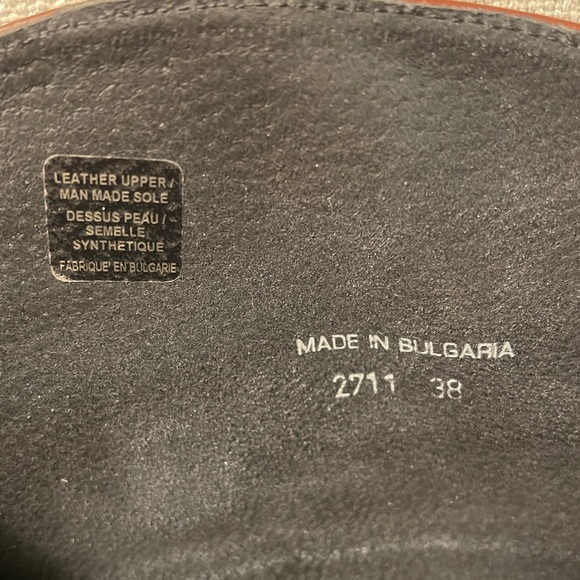 LEATHER UPPER /
MAN MADE SOLE
DESSUS PEAU /
SEMELLE
SYNTHETIQUE
FABRIQUE' EN BULGARIE
MADE IN BULGARIA
2711 38